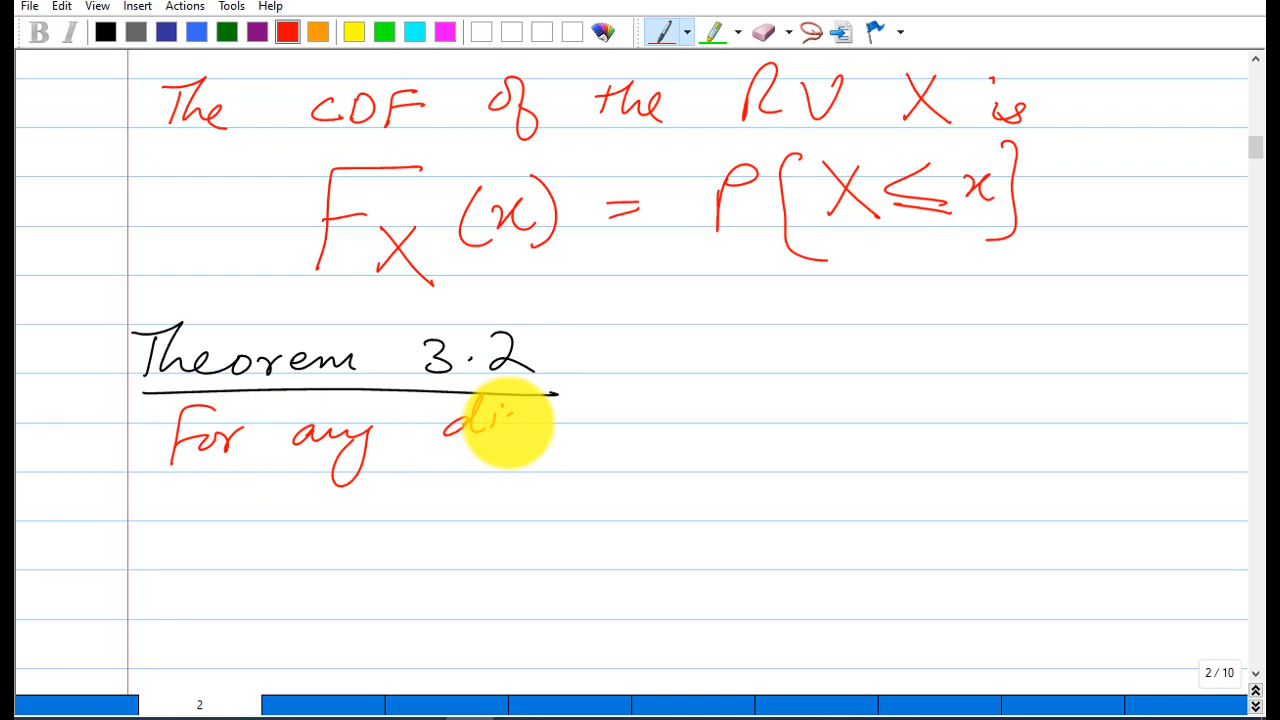 File Edit View Insert Actions Tools Help
B I
The CDF of the RV X is
F_X (x) = P[X ≤ x]
Theorem 3.2
For any di
2 / 10
2